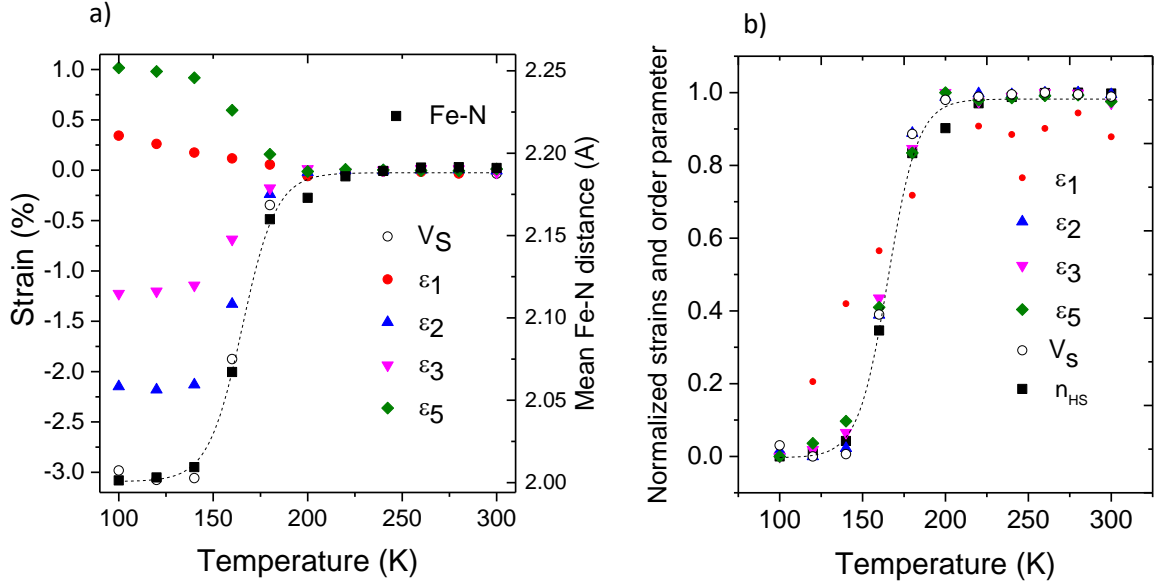 a)
Strain (%)
1.0
0.5
0.0
-0.5
-1.0
-1.5
-2.0
-2.5
-3.0
Fe-N
VS
ε1
ε2
ε3
ε5
2.25
2.20
2.15
2.10
2.05
2.00
Mean Fe-N distance (A)
100 150 200 250 300
Temperature (K)
b)
Normalized strains and order parameter
1.0
0.8
0.6
0.4
0.2
0.0
ε1
ε2
ε3
ε5
VS
nHS
100 150 200 250 300
Temperature (K)